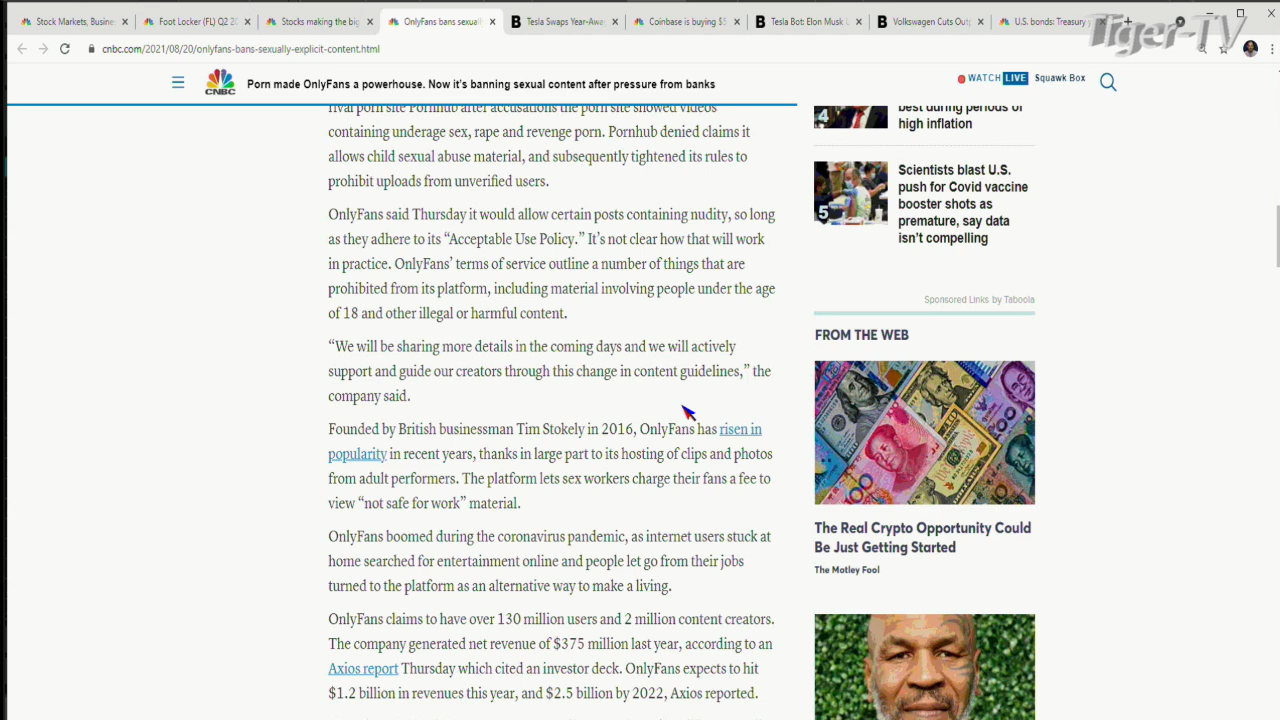 Stock Markets, Busine
Foot Locker (FL) Q2 20
Stocks making the big
OnlyFans bans sexuall
Tesla Swaps Year-Awa
Coinbase is buying $5
Tesla Bot: Elon Musk U
Volkswagen Cuts Outp
U.S. bonds: Treasury y
Tiger-TV
cnbc.com/2021/08/20/onlyfans-bans-sexually-explicit-content.html
CNBC
Porn made OnlyFans a powerhouse. Now it's banning sexual content after pressure from banks
WATCH LIVE Squawk Box
rival porn site Pornhub after accusations the porn site showed videos
containing underage sex, rape and revenge porn. Pornhub denied claims it
allows child sexual abuse material, and subsequently tightened its rules to
prohibit uploads from unverified users.
OnlyFans said Thursday it would allow certain posts containing nudity, so long
as they adhere to its “Acceptable Use Policy.” It’s not clear how that will work
in practice. OnlyFans’ terms of service outline a number of things that are
prohibited from its platform, including material involving people under the age
of 18 and other illegal or harmful content.
“We will be sharing more details in the coming days and we will actively
support and guide our creators through this change in content guidelines,” the
company said.
Founded by British businessman Tim Stokely in 2016, OnlyFans has risen in
popularity in recent years, thanks in large part to its hosting of clips and photos
from adult performers. The platform lets sex workers charge their fans a fee to
view “not safe for work” material.
OnlyFans boomed during the coronavirus pandemic, as internet users stuck at
home searched for entertainment online and people let go from their jobs
turned to the platform as an alternative way to make a living.
OnlyFans claims to have over 130 million users and 2 million content creators.
The company generated net revenue of $375 million last year, according to an
Axios report Thursday which cited an investor deck. OnlyFans expects to hit
$1.2 billion in revenues this year, and $2.5 billion by 2022, Axios reported.
4
best during periods of
high inflation
5
Scientists blast U.S.
push for Covid vaccine
booster shots as
premature, say data
isn’t compelling
Sponsored Links by Taboola
FROM THE WEB
The Real Crypto Opportunity Could
Be Just Getting Started
The Motley Fool